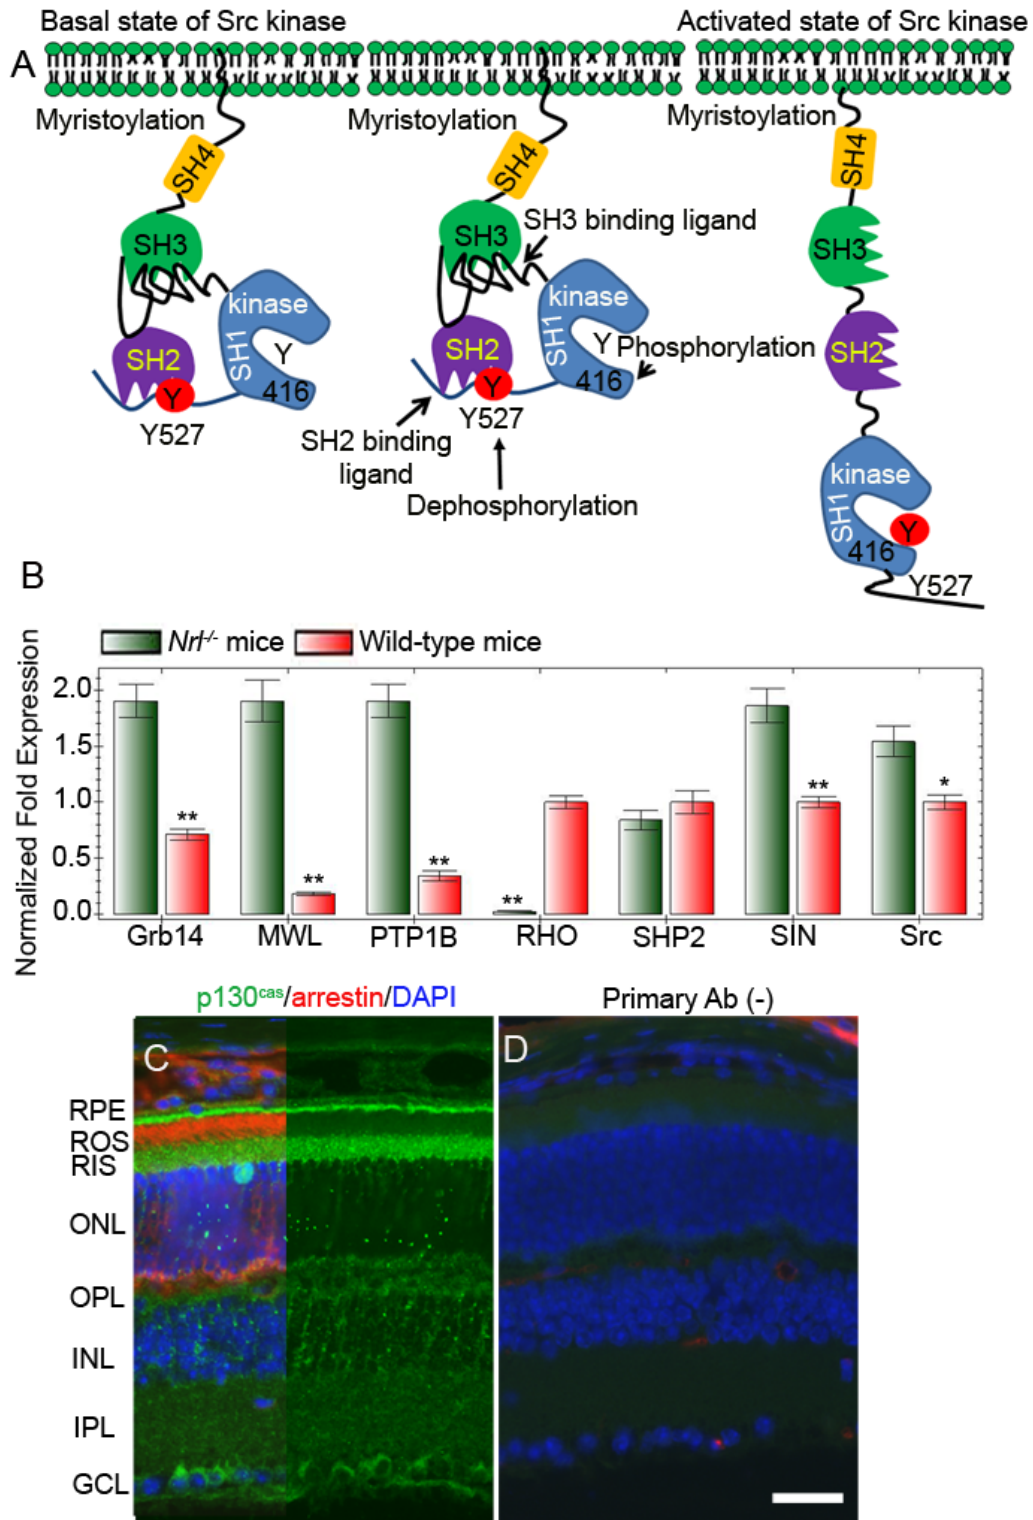 Basal state of Src kinase
Activated state of Src kinase
A
Myristoylation
Myristoylation
Myristoylation
SH4
SH4
SH4
SH3
SH3
SH3 binding ligand
SH3
kinase
kinase
SH2
SH1
Y
416
Y
Y527
SH2
SH1
Y
Phosphorylation
416
Y
Y527
SH2 binding
ligand
Dephosphorylation
SH2
kinase
SH1
Y
416
Y527
B
Nrl-/- mice
Wild-type mice
Normalized Fold Expression
2.0
1.5
1.0
0.5
0.0
**
**
**
**
**
*
Grb14
MWL
PTP1B
RHO
SHP2
SIN
Src
p130cas/arrestin/DAPI
Primary Ab (-)
C
D
RPE
ROS
RIS
ONL
OPL
INL
IPL
GCL